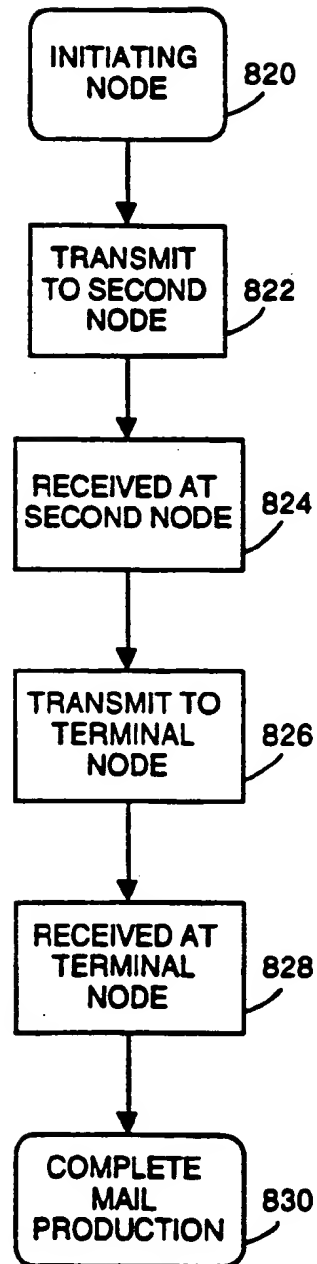 INITIATING
NODE
820
TRANSMIT
TO SECOND
NODE
822
RECEIVED AT
SECOND NODE
824
TRANSMIT TO
TERMINAL
NODE
826
RECEIVED AT
TERMINAL
NODE
828
COMPLETE
MAIL
PRODUCTION
830